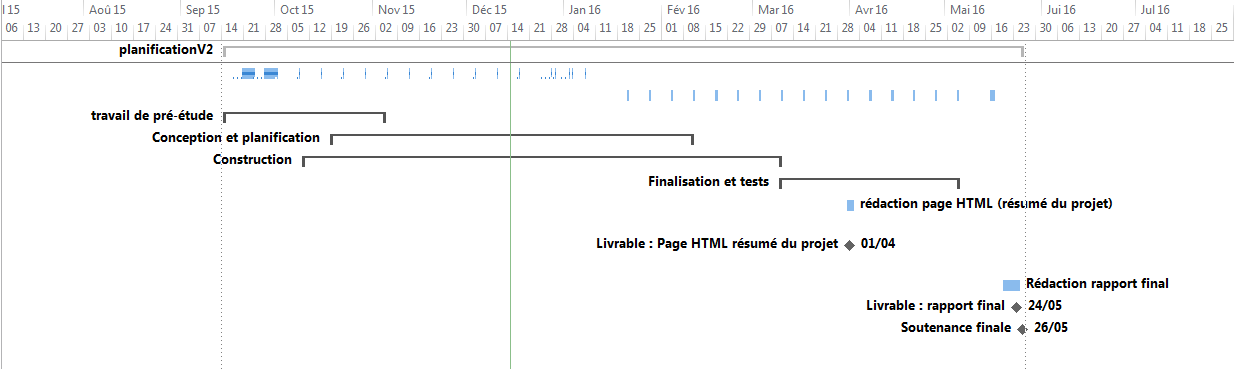 l 15 Aoû 15 Sep 15 Oct 15 Nov 15 Déc 15 Jan 16 Fév 16 Mar 16 Avr 16 Mai 16 Jui 16 Jul 16
06 13 20 27 03 10 17 24 31 07 14 21 28 05 12 19 26 02 09 16 23 30 07 14 21 28 04 11 18 25 01 08 15 22 29 07 14 21 28 04 11 18 25 02 09 16 23 30 06 13 20 27 04 11 18 25
planificationV2
travail de pré-étude
Conception et planification
Construction
Finalisation et tests
rédaction page HTML (résumé du projet)
Livrable : Page HTML résumé du projet 01/04
Rédaction rapport final
Livrable : rapport final 24/05
Soutenance finale 26/05